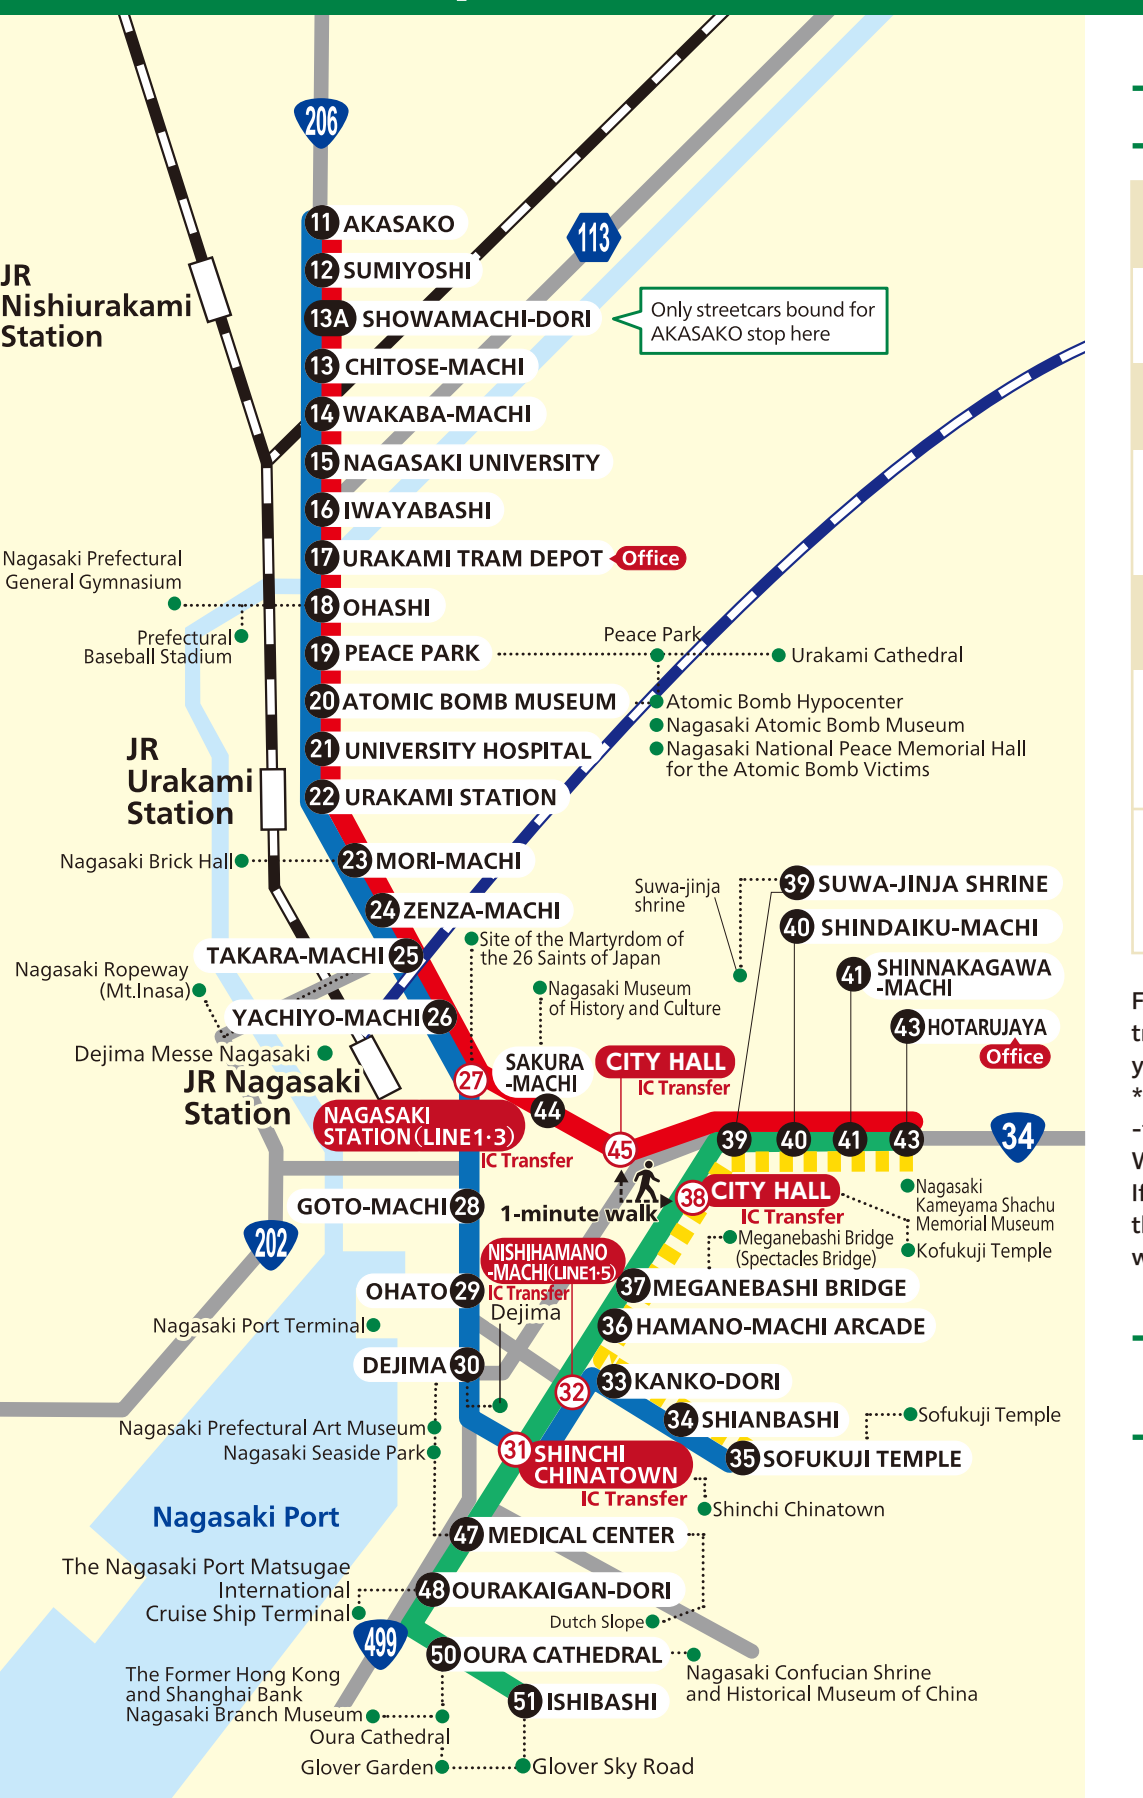 206
11 AKASAKO
113
12 SUMIYOSHI
JR
Nishiurakami
Station
13A SHOWAMACHI-DORI
Only streetcars bound for
AKASAKO stop here
13 CHITOSE-MACHI
14 WAKABA-MACHI
15 NAGASAKI UNIVERSITY
16 IWAYABASHI
17 URAKAMI TRAM DEPOT
Office
Nagasaki Prefectural
General Gymnasium
18 OHASHI
Prefectural
Baseball Stadium
19 PEACE PARK
Peace Park
Urakami Cathedral
20 ATOMIC BOMB MUSEUM
Atomic Bomb Hypocenter
Nagasaki Atomic Bomb Museum
Nagasaki National Peace Memorial Hall
for the Atomic Bomb Victims
21 UNIVERSITY HOSPITAL
JR
Urakami
Station
22 URAKAMI STATION
Nagasaki Brick Hall
23 MORI-MACHI
24 ZENZA-MACHI
Suwa-jinja
shrine
39 SUWA-JINJA SHRINE
40 SHINDAIKU-MACHI
41 SHINNAKAGAWA
-MACHI
43 HOTARUJAYA
Office
TAKARA-MACHI 25
Site of the Martyrdom of
the 26 Saints of Japan
Nagasaki Ropeway
(Mt.Inasa)
Nagasaki Museum
of History and Culture
YACHIYO-MACHI 26
Dejima Messe Nagasaki
JR Nagasaki
Station
27
SAKURA
-MACHI
44
CITY HALL
IC Transfer
45
NAGASAKI
STATION(LINE1·3)
IC Transfer
39
40
41
43
34
1-minute walk
38 CITY HALL
IC Transfer
Nagasaki
Kameyama Shachu
Memorial Museum
Kofukuji Temple
GOTO-MACHI 28
202
Meganebashi Bridge
(Spectacles Bridge)
NISHIHAMANO
-MACHI(LINE1·5)
IC Transfer
37 MEGANEBASHI BRIDGE
OHATO 29
Dejima
36 HAMANO-MACHI ARCADE
Nagasaki Port Terminal
DEJIMA 30
32
33 KANKO-DORI
34 SHIANBASHI
Sofukuji Temple
35 SOFUKUJI TEMPLE
Nagasaki Prefectural Art Museum
Nagasaki Seaside Park
31 SHINCHI
CHINATOWN
IC Transfer
Shinchi Chinatown
Nagasaki Port
47 MEDICAL CENTER
The Nagasaki Port Matsugae
International
Cruise Ship Terminal
48 OURAKAIGAN-DORI
Dutch Slope
499
50 OURA CATHEDRAL
Nagasaki Confucian Shrine
and Historical Museum of China
The Former Hong Kong
and Shanghai Bank
Nagasaki Branch Museum
51 ISHIBASHI
Oura Cathedral
Glover Garden
Glover Sky Road